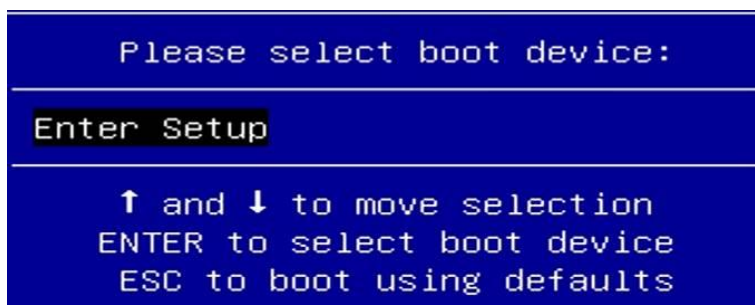 Please select boot device:
Enter Setup
↑ and ↓ to move selection
ENTER to select boot device
ESC to boot using defaults